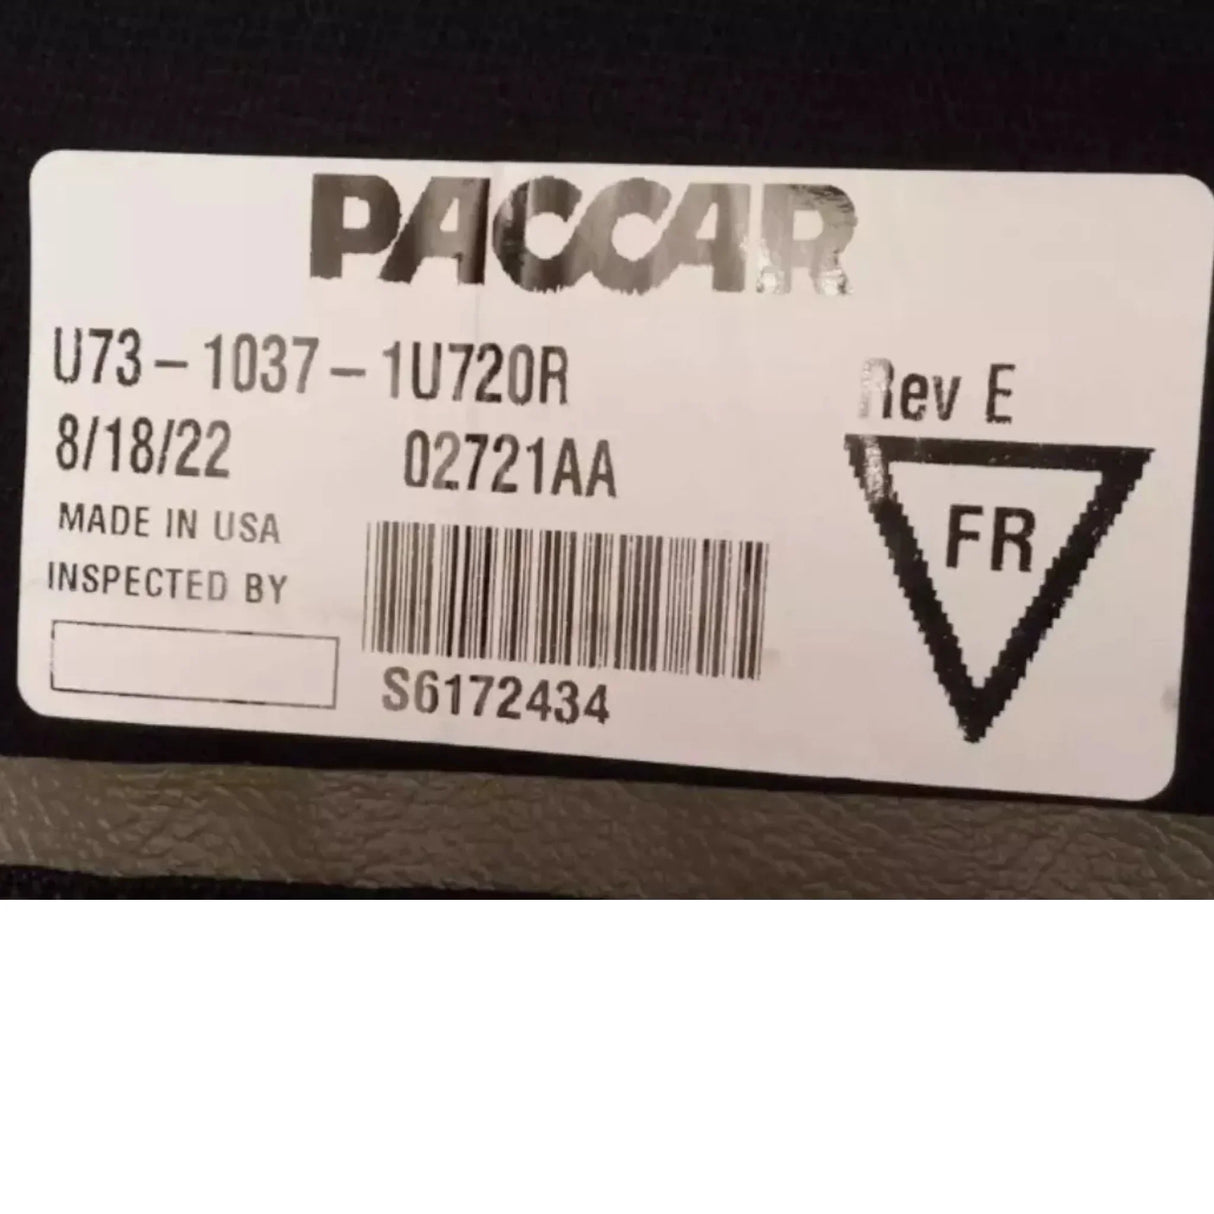 PACCAR
U73-1037-1U720R
Rev E
8/18/22 02721AA
FR
MADE IN USA
INSPECTED BY
S6172434